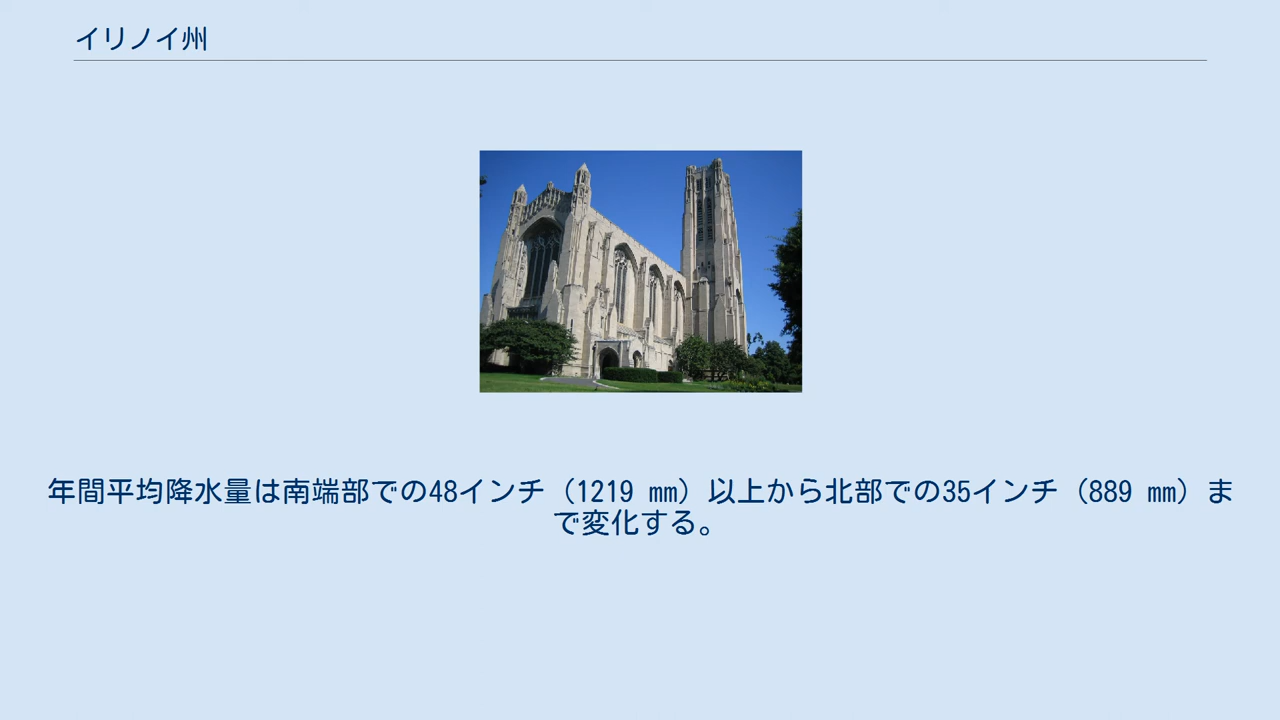 イリノイ州
年間平均降水量は南端部での48インチ（1219 mm）以上から北部での35インチ（889 mm）ま
で変化する。